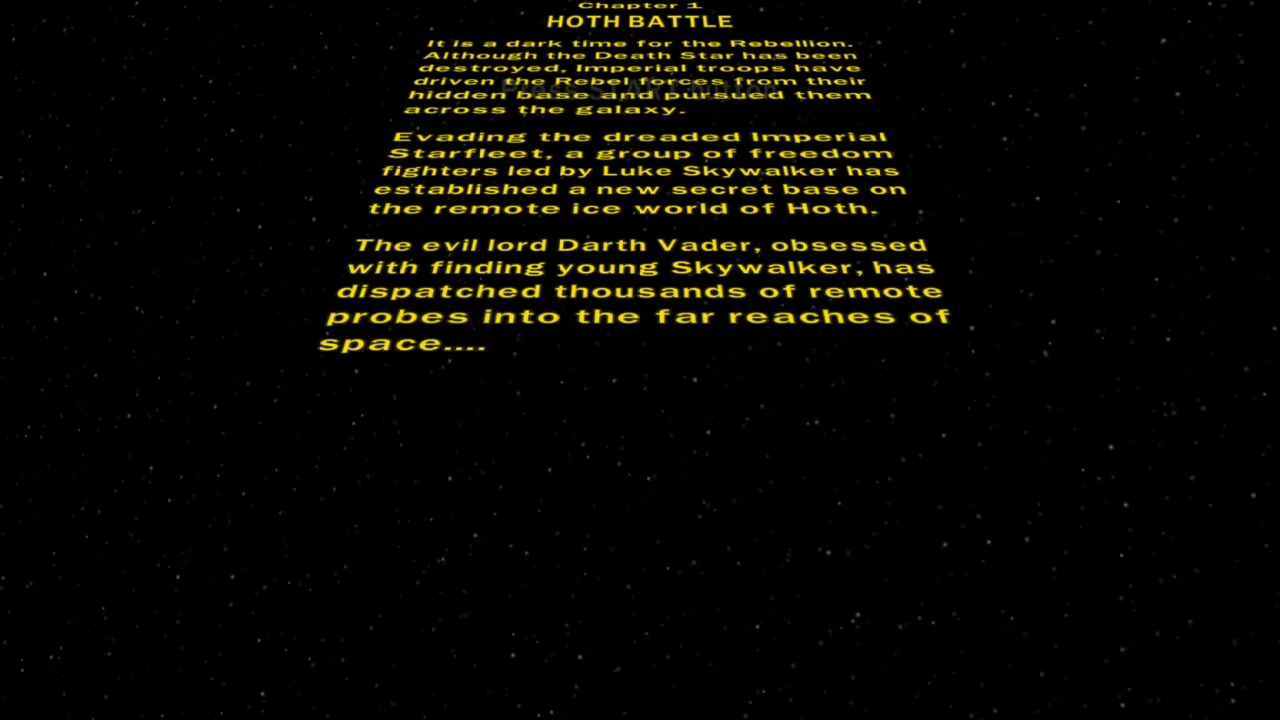 Chapter 1
HOTH BATTLE
It is a dark time for the Rebellion.
Although the Death Star has been
destroyed, Imperial troops have
driven the Rebel forces from their
Press START button
hidden base and pursued them
across the galaxy.
Evading the dreaded Imperial
Starfleet, a group of freedom
fighters led by Luke Skywalker has
established a new secret base on
the remote ice world of Hoth.
The evil lord Darth Vader, obsessed
with finding young Skywalker, has
dispatched thousands of remote
probes into the far reaches of
space....